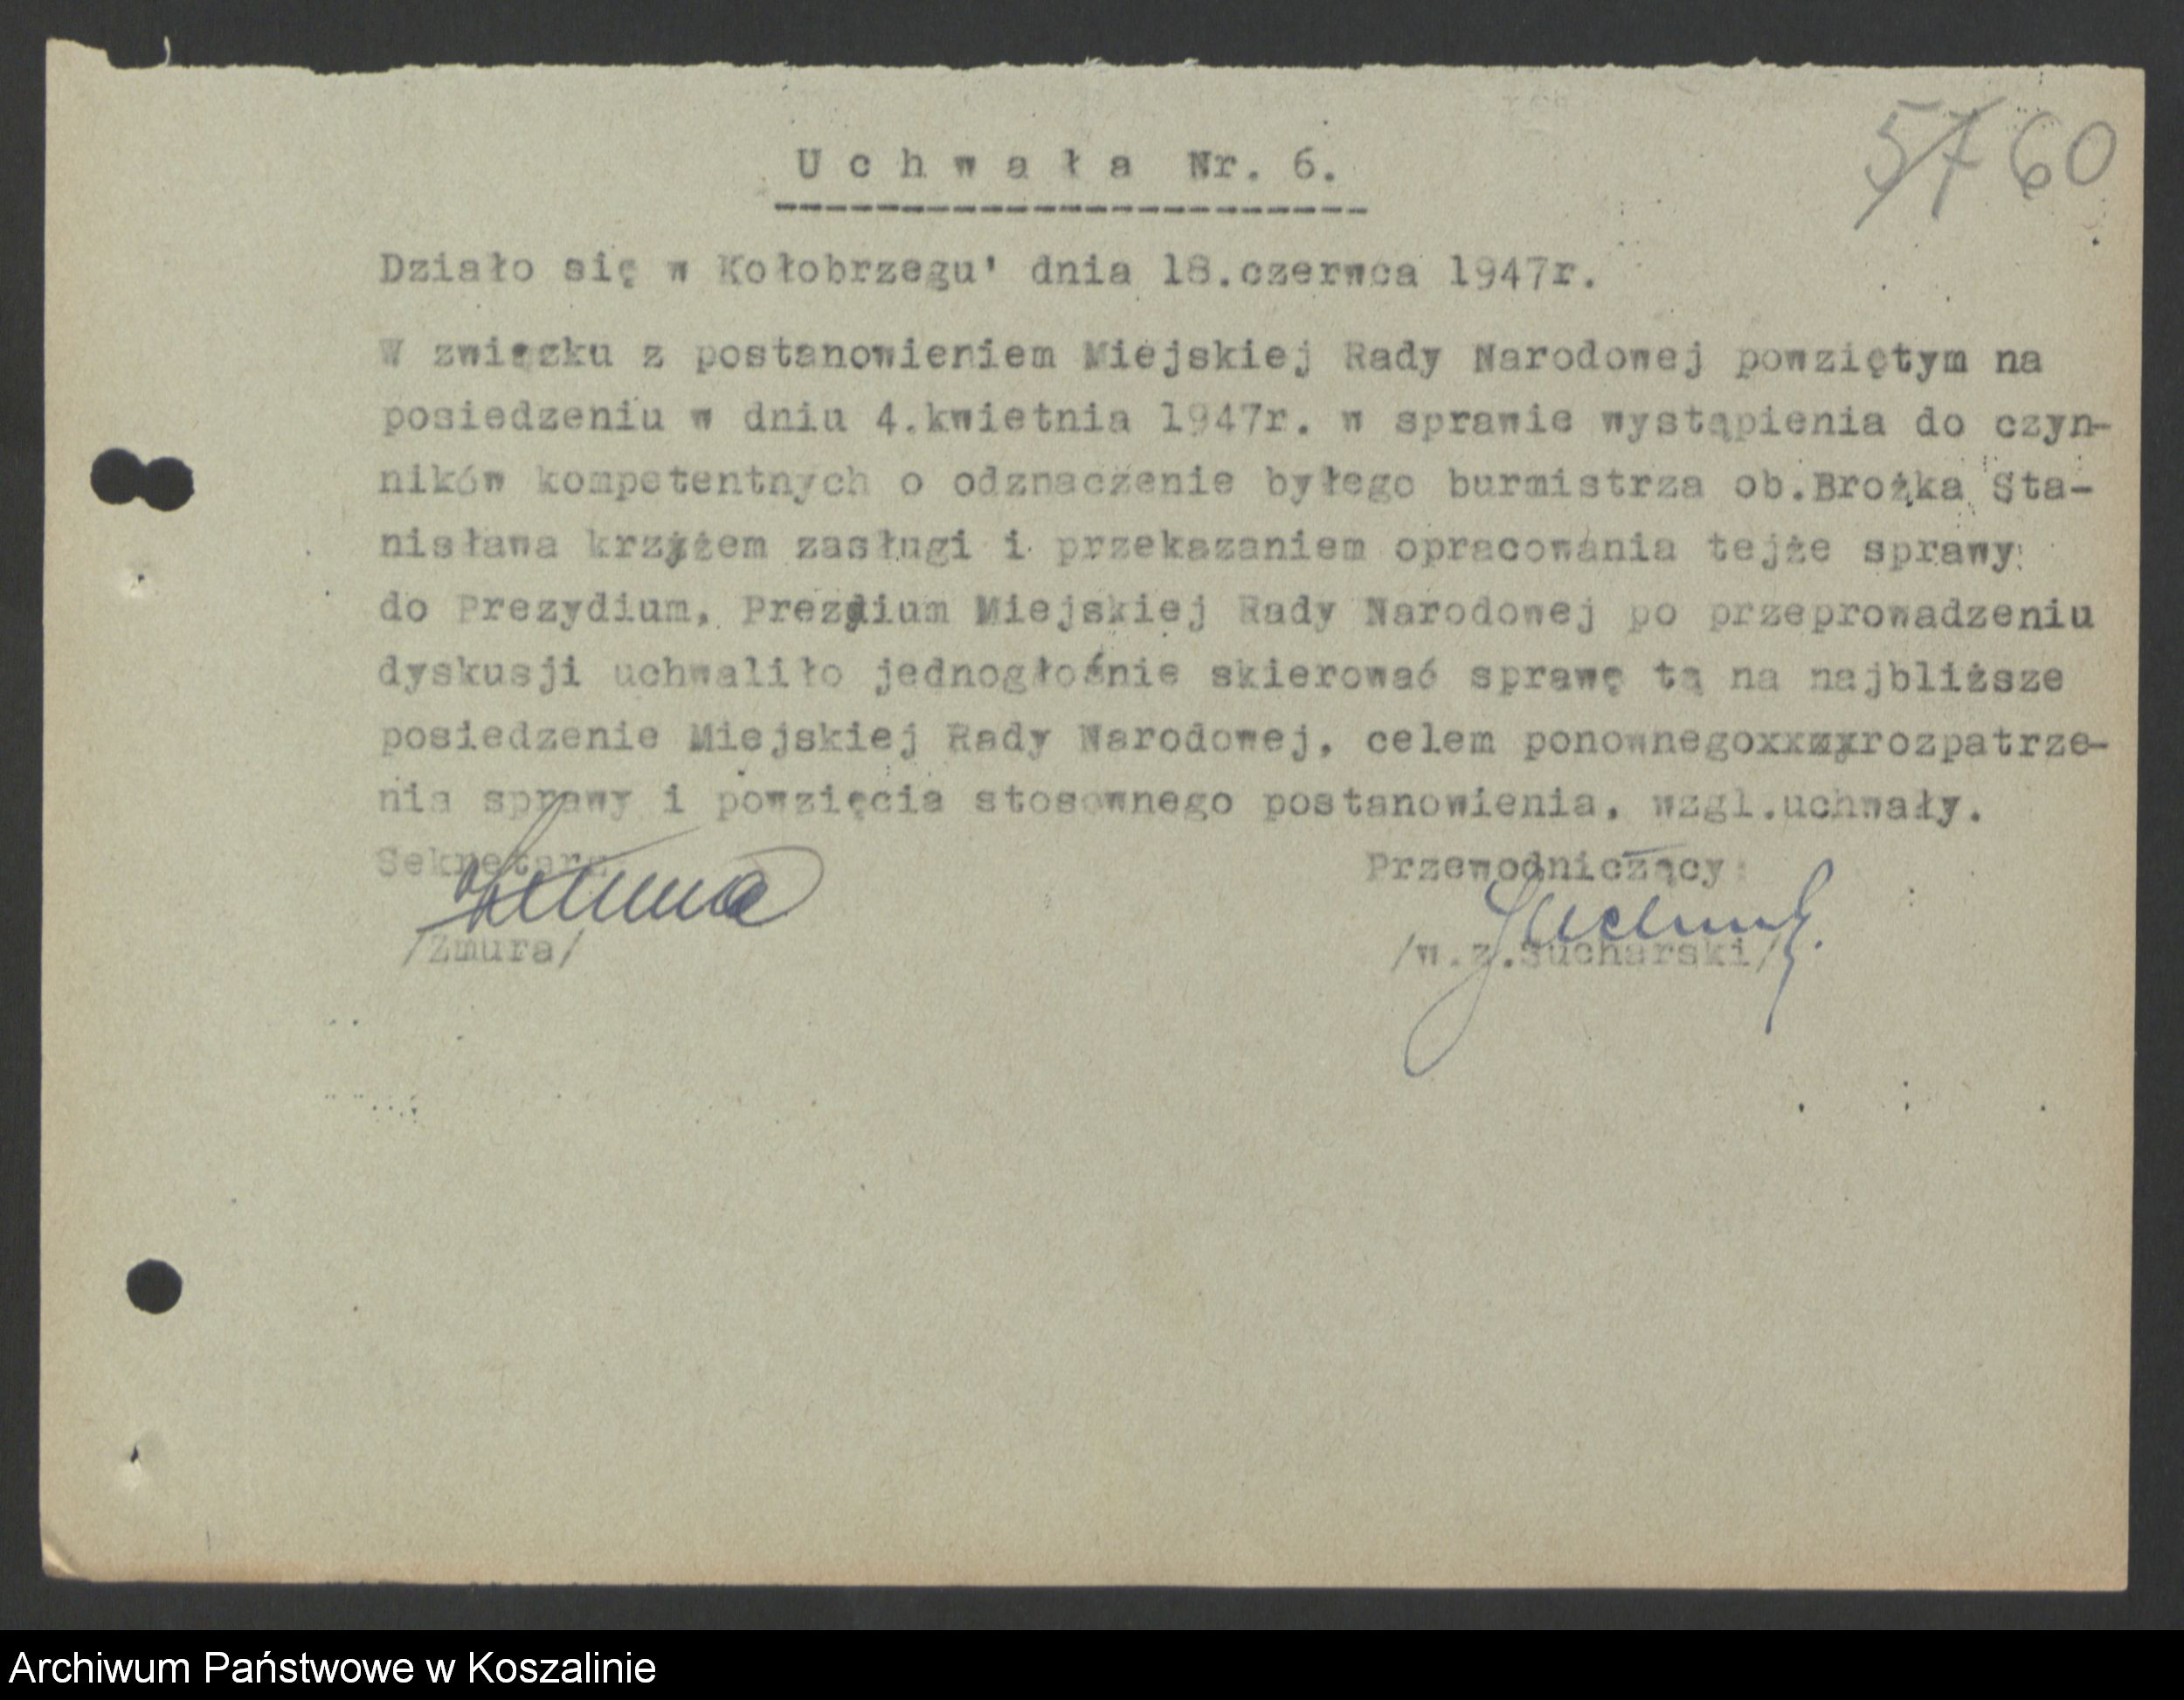 57 60
U c h w a ł a Nr. 6.
Działo się w Kołobrzegu' dnia 18.czerwca 1947r.
W związku z postanowieniem Miejskiej Rady Narodowej powziętym na
posiedzeniu w dniu 4.kwietnia 1947r. w sprawie wystąpienia do czyn-
ników kompetentnych o odznaczenie byłego burmistrza ob.Brożka Sta-
nisława krzyżem zasługi i przekazaniem opracowania tejże sprawy
do Prezydium, Prezydium Miejskiej Rady Narodowej po przeprowadzeniu
dyskusji uchwaliło jednogłośnie skierować sprawę tą na najbliższe
posiedzenie Miejskiej Rady Narodowej, celem ponownegoxxxxxrozpatrze-
nia sprawy i powzięcia stosownego postanowienia, wzgl.uchwały.
Sekretarz Przewodniczący
/Zmura/ /w.z.Sucharski/
Archiwum Państwowe w Koszalinie